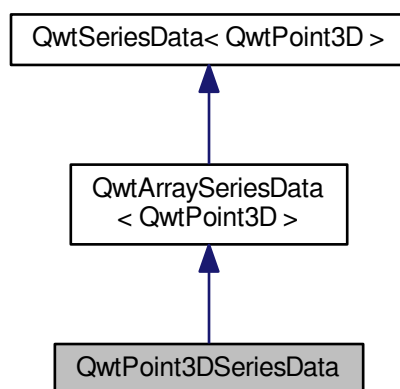 QwtSeriesData< QwtPoint3D >
QwtArraySeriesData
< QwtPoint3D >
QwtPoint3DSeriesData